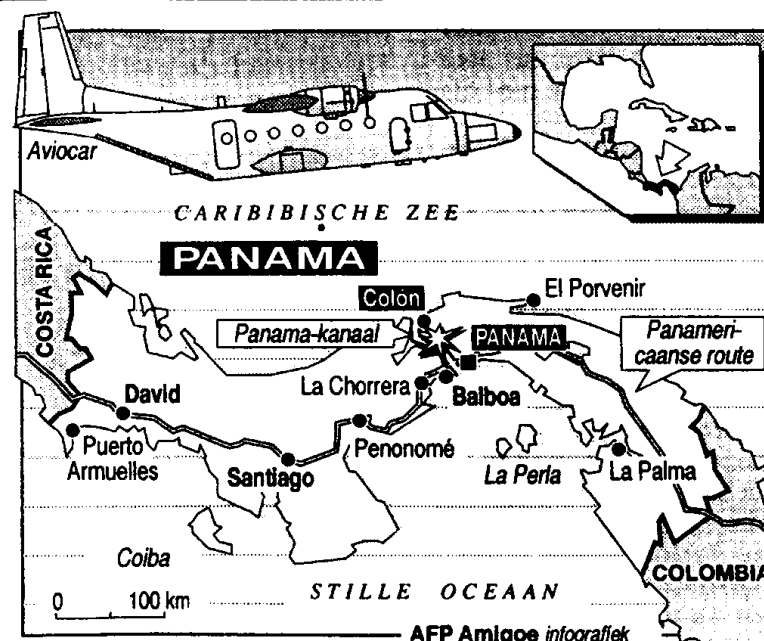 Aviocar
CARIBIBISCHE ZEE
PANAMA
COSTA RICA
Colón
El Porvenir
Panama-kanaal
PANAMA
Panameri-
caanse route
La Chorrera
Balboa
David
Puerto
Armuelles
Penonomé
Santiago
La Perla
La Palma
Coiba
COLOMBIA
0 100 km
STILLE OCEAAN
AFP Amigoe infografiek